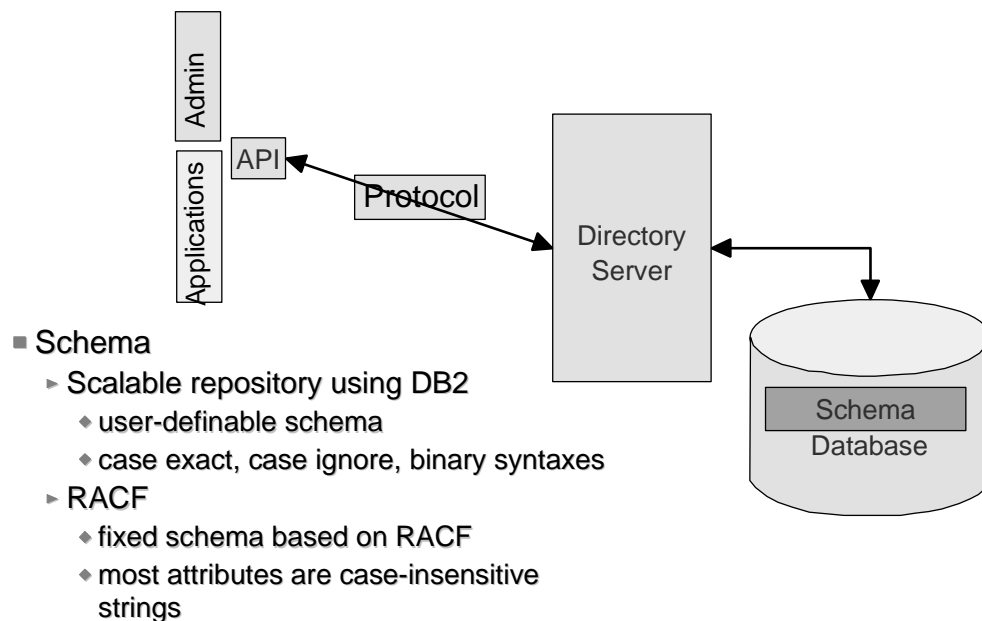 Admin
API
Applications
Protocol
Directory
Server
Schema
Database
Schema
Scalable repository using DB2
user-definable schema
case exact, case ignore, binary syntaxes
RACF
fixed schema based on RACF
most attributes are case-insensitive
strings